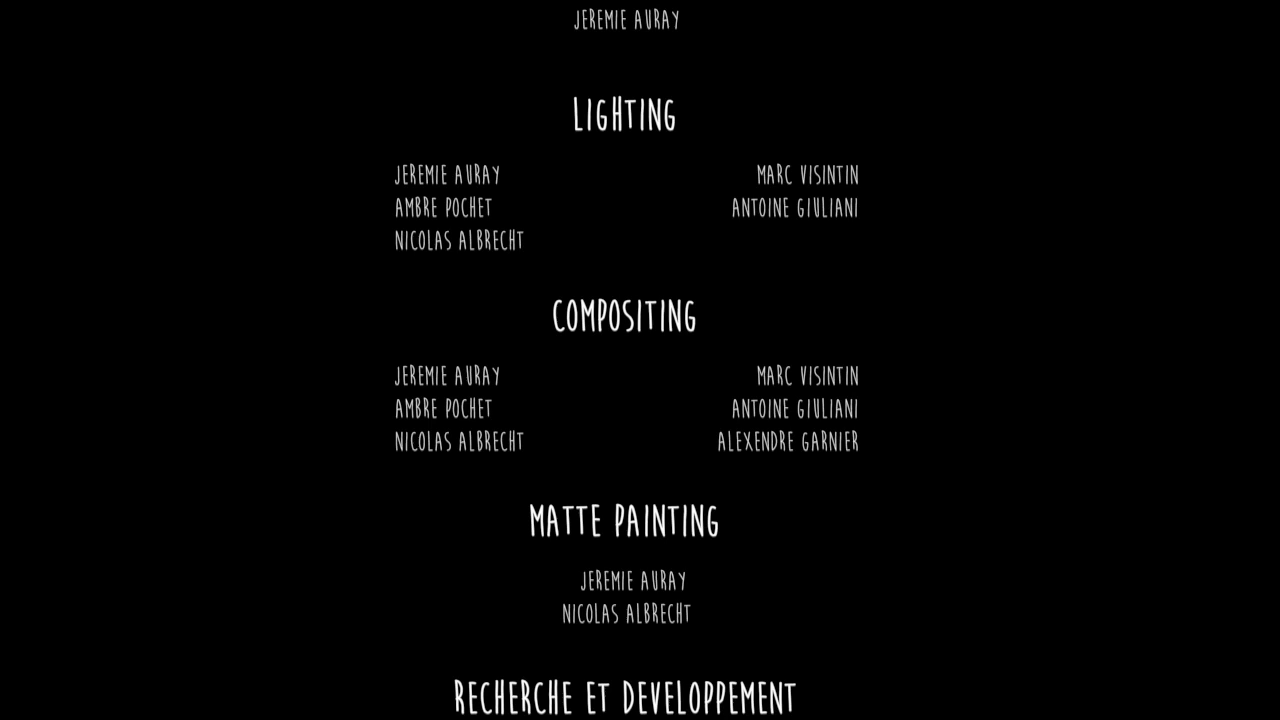 JEREMIE AURAY
LIGHTING
JEREMIE AURAY MARC VISINTIN
AMBRE POCHET ANTOINE GIULIANI
NICOLAS ALBRECHT
COMPOSITING
JEREMIE AURAY MARC VISINTIN
AMBRE POCHET ANTOINE GIULIANI
NICOLAS ALBRECHT ALEXENDRE GARNIER
MATTE PAINTING
JEREMIE AURAY
NICOLAS ALBRECHT
RECHERCHE ET DEVELOPPEMENT